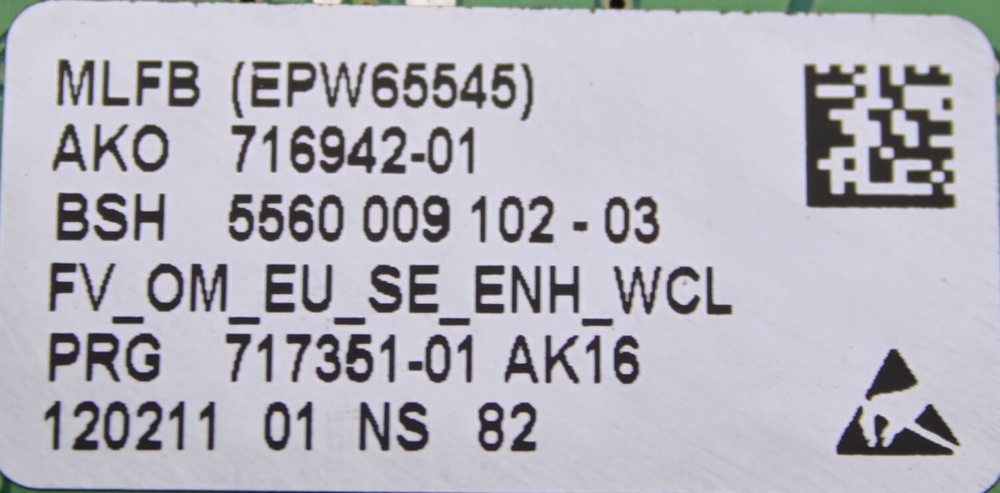 MLFB (EPW65545)
AKO 716942-01
BSH 5560 009 102 - 03
FV_OM_EU_SE_ENH_WCL
PRG 717351-01 AK16
120211 01 NS 82